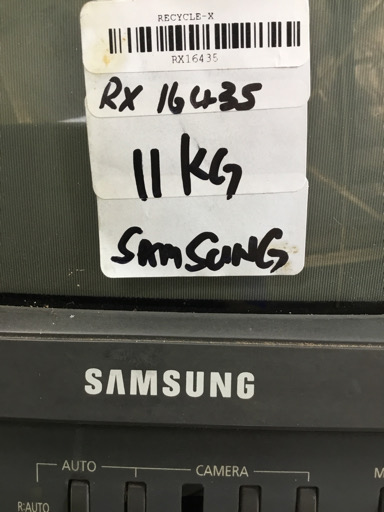 RECYCLE-X
RX16435
RX 16435
11 KG
SAMSUNG
SAMSUNG
AUTO CAMERA M
R:AUTO